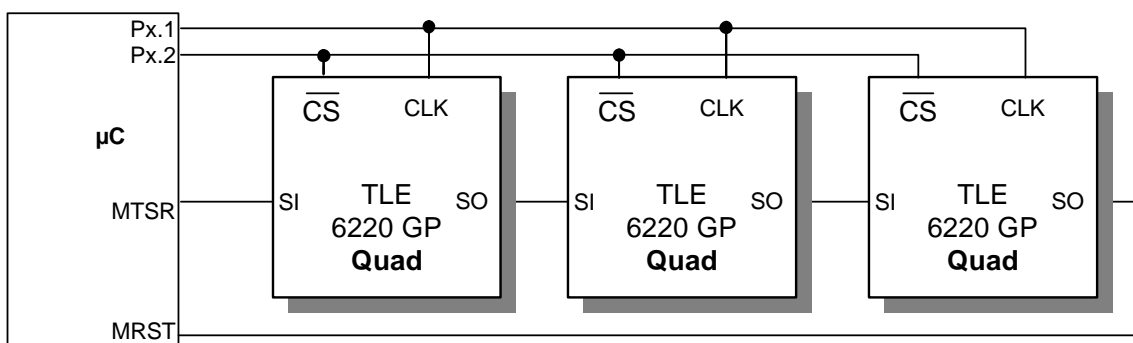 Px.1
Px.2
µC
MTSR
MRST
CS CLK
SI TLE SO
6220 GP
Quad
CS CLK
SI TLE SO
6220 GP
Quad
CS CLK
SI TLE SO
6220 GP
Quad